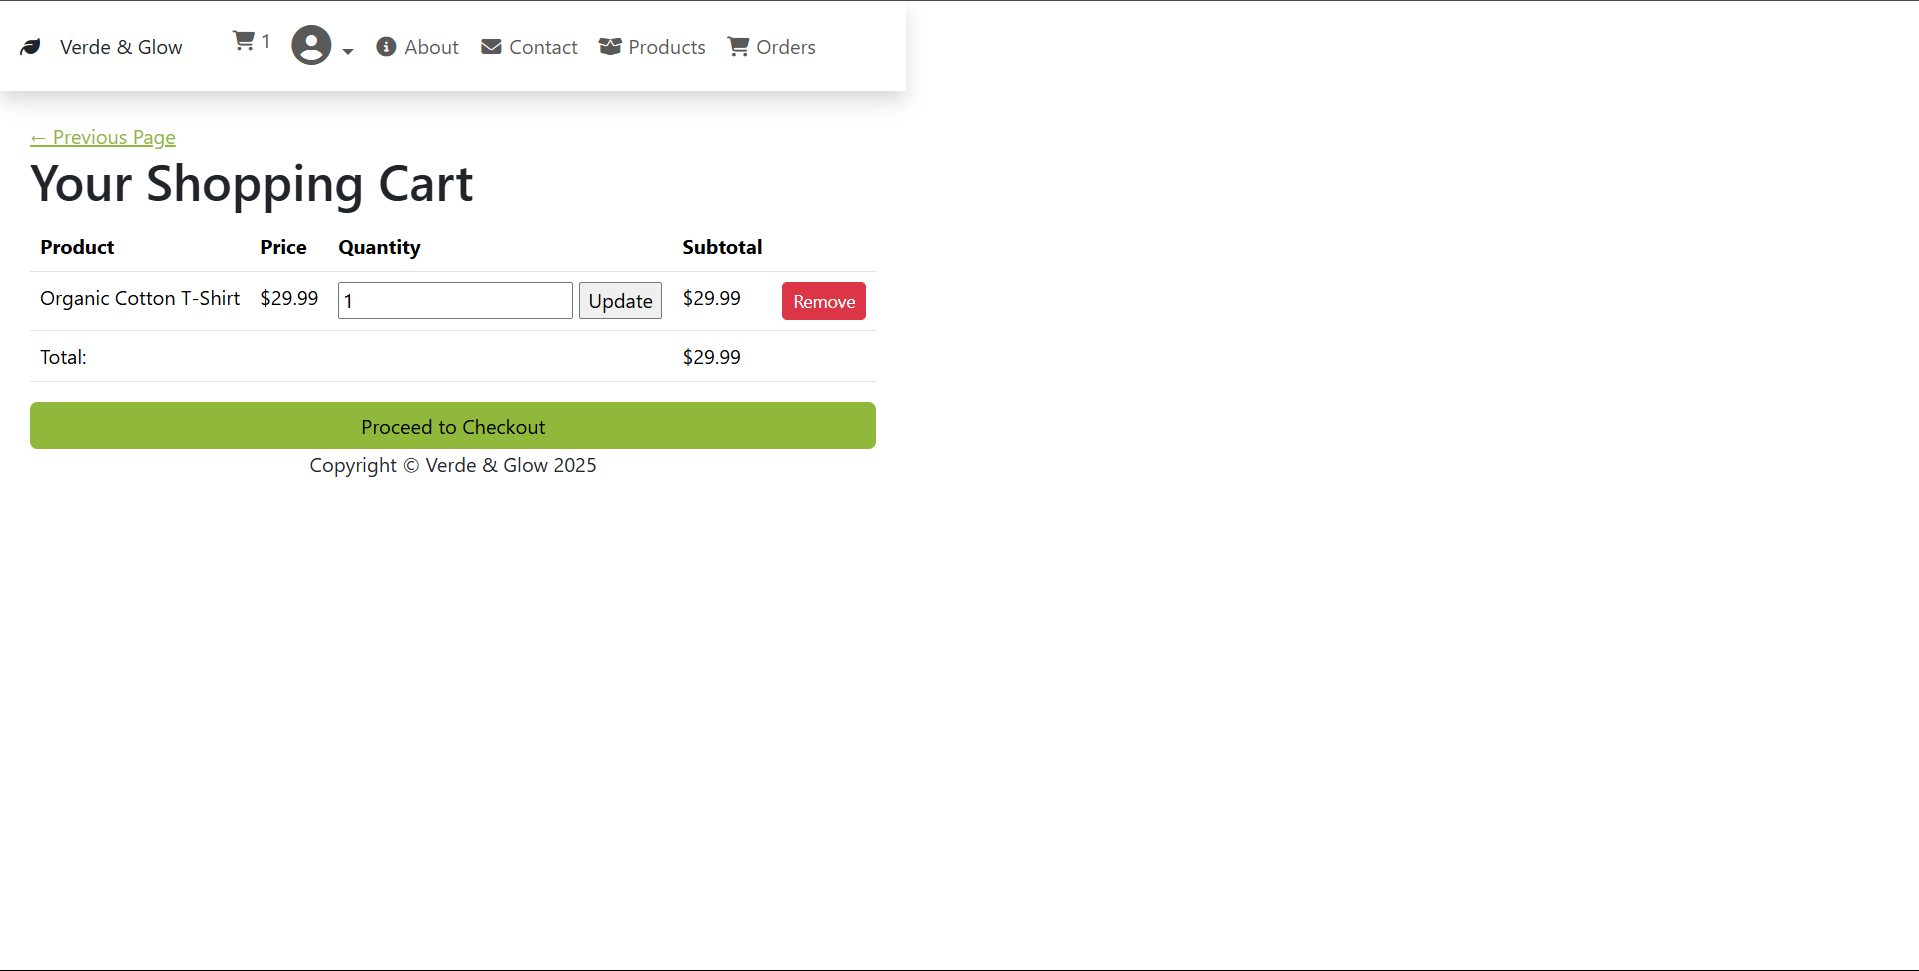 Verde & Glow 1 About Contact Products Orders
← Previous Page
Your Shopping Cart
Product Price Quantity Subtotal
Organic Cotton T-Shirt $29.99 1 Update $29.99 Remove
Total: $29.99
Proceed to Checkout
Copyright © Verde & Glow 2025